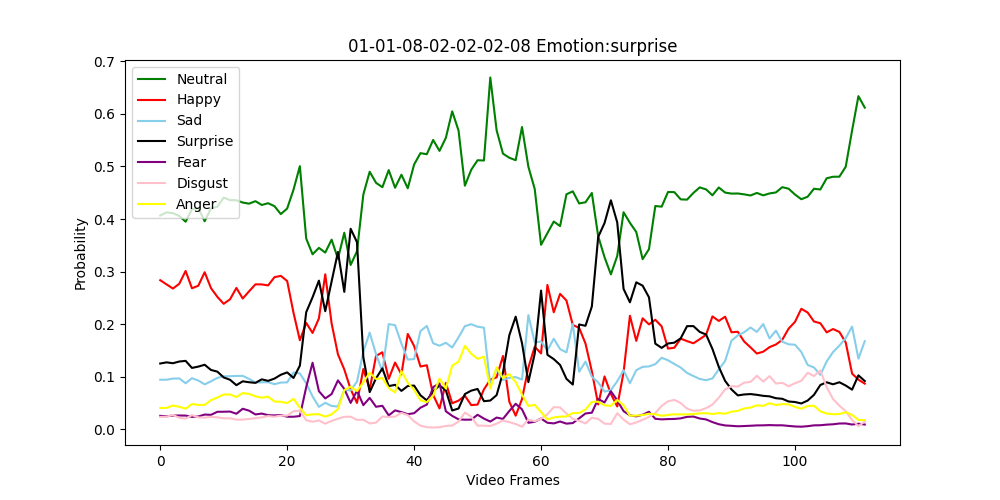 01-01-08-02-02-02-08 Emotion:surprise
Probability
0.7
0.6
0.5
0.4
0.3
0.2
0.1
0.0
Neutral
Happy
Sad
Surprise
Fear
Disgust
Anger
0 20 40 60 80 100
Video Frames